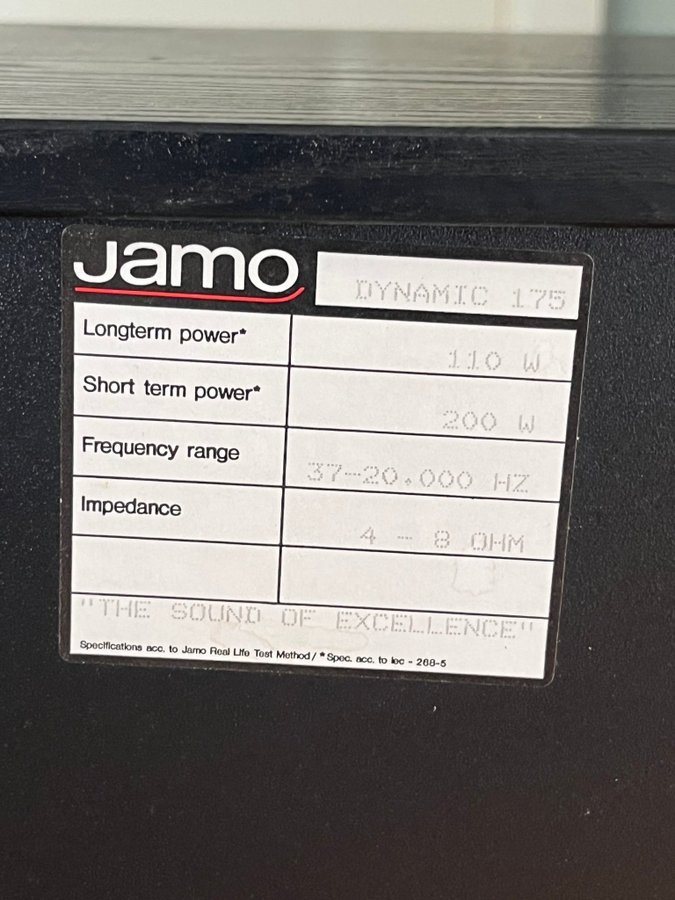 Jamo DYNAMIC 175
Longterm power* 110 W
Short term power* 200 W
Frequency range 37-20.000 HZ
Impedance 4 - 8 OHM
"THE SOUND OF EXCELLENCE"
Specifications acc. to Jamo Real Life Test Method / * Spec. acc. to iec - 268-5